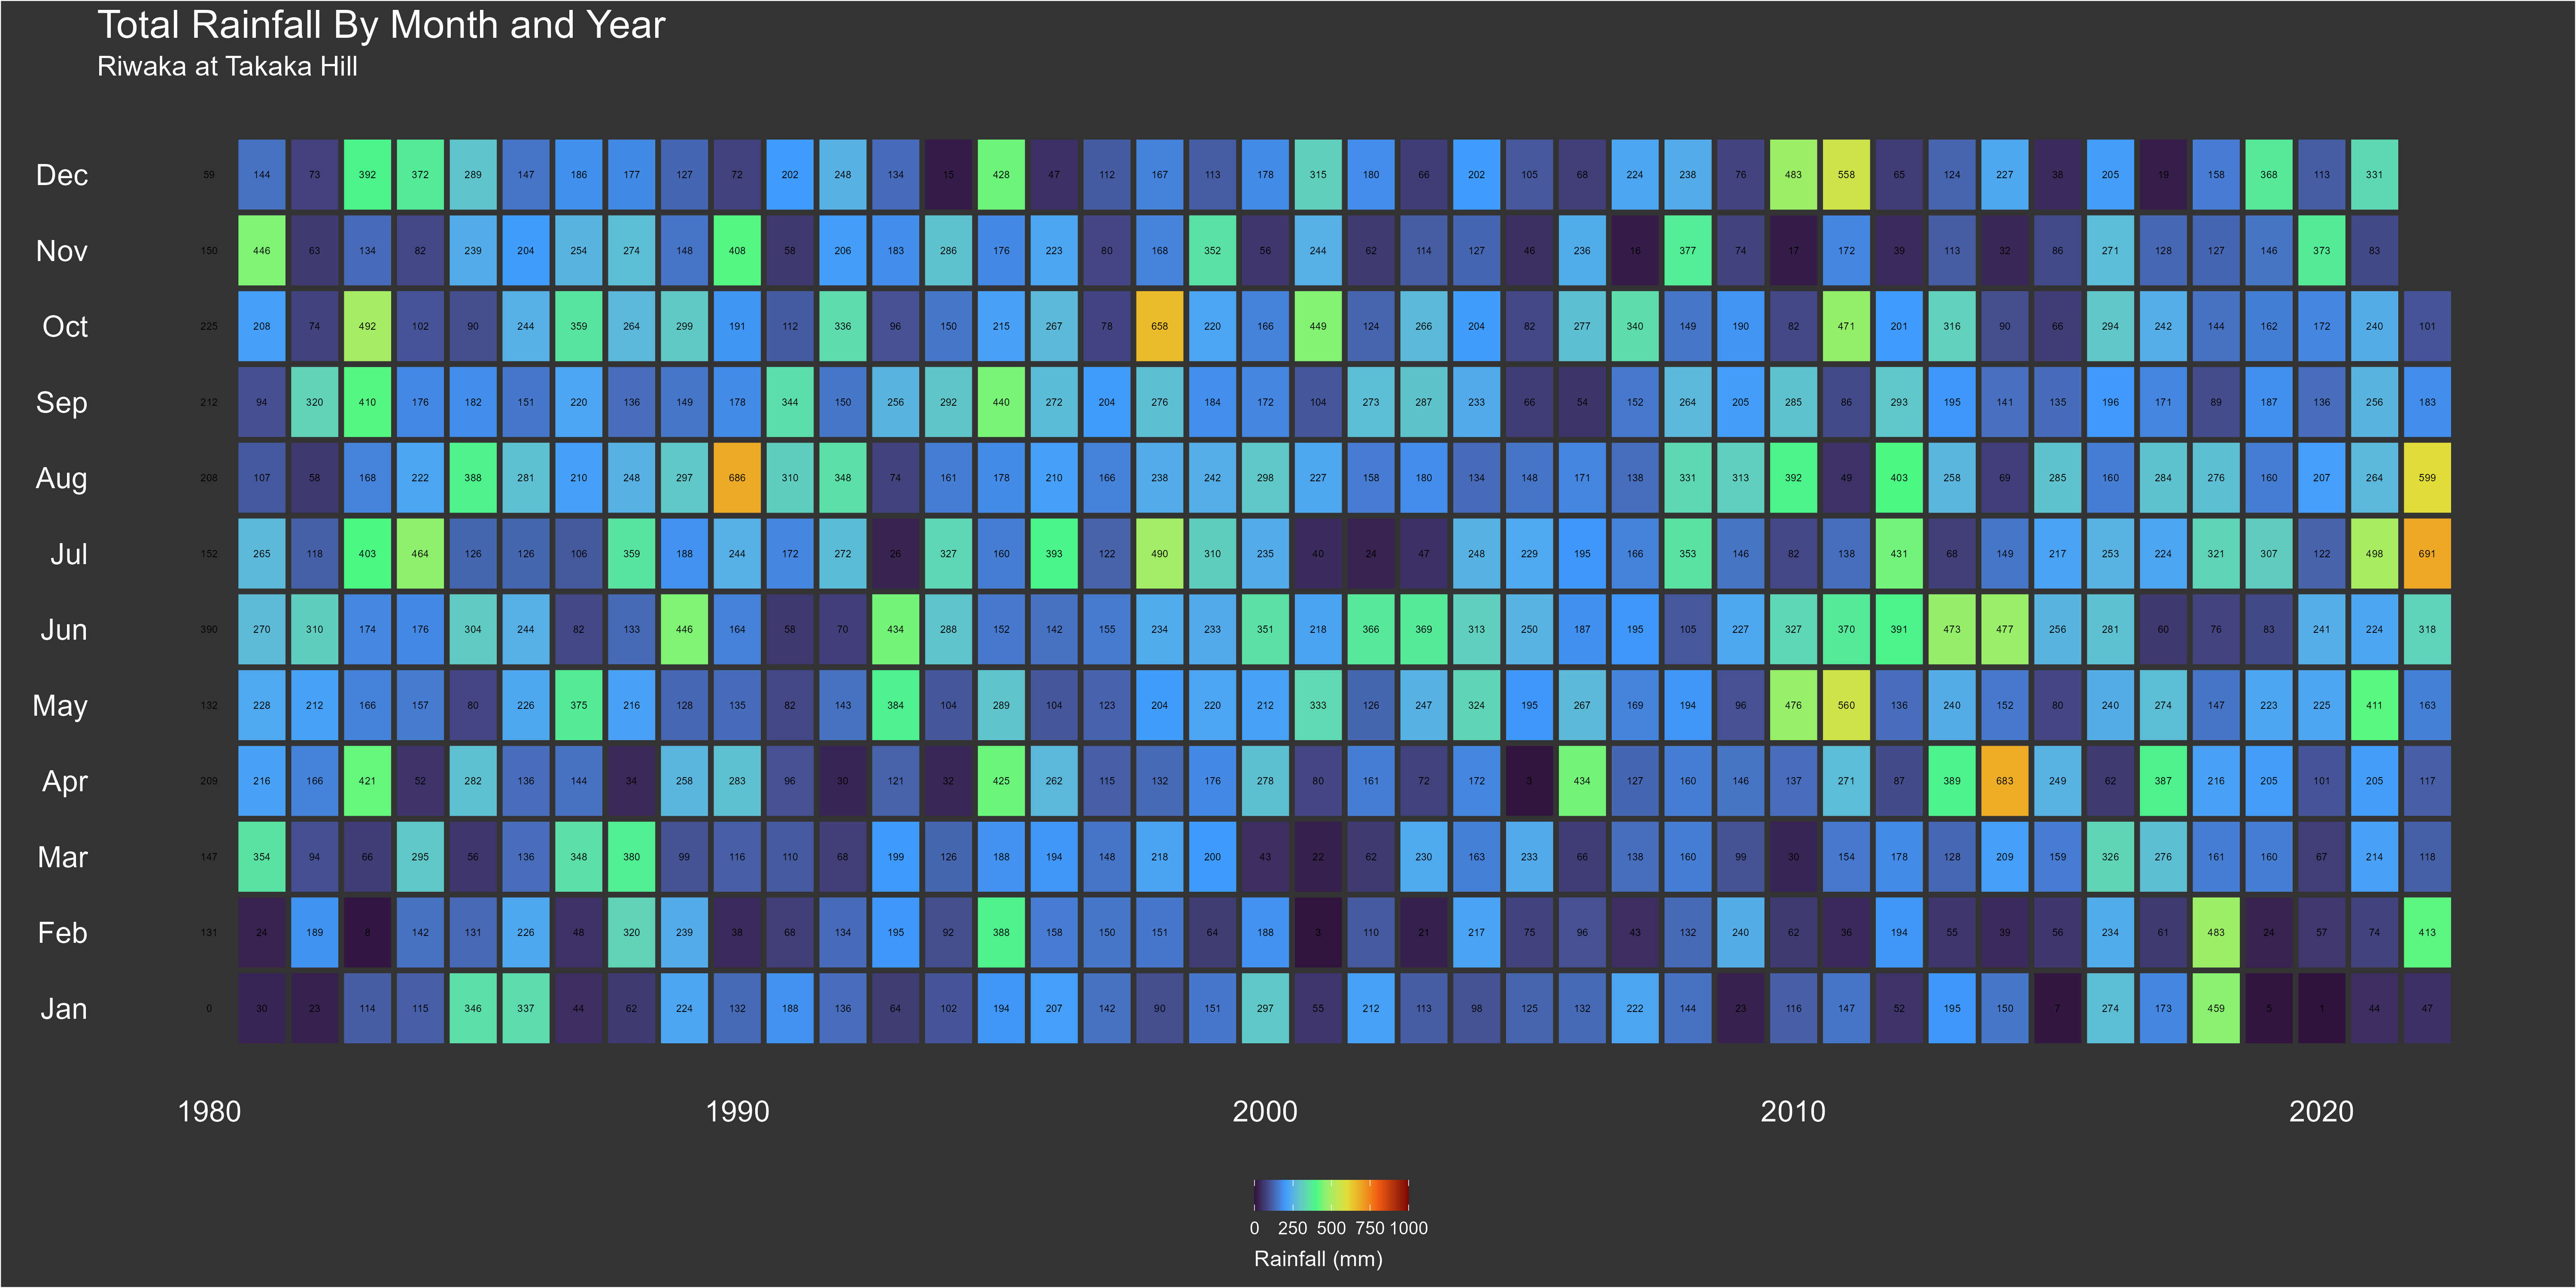 Total Rainfall By Month and Year
Riwaka at Takaka Hill
Dec 59 144 73 392 372 289 147 186 177 127 72 202 248 134 15 428 47 112 167 113 178 315 180 66 202 105 68 224 238 76 483 558 65 124 227 38 205 19 158 368 113 331
Nov 150 446 63 134 82 239 204 254 274 148 408 58 206 183 286 176 223 80 168 352 56 244 62 114 127 46 236 16 377 74 17 172 39 113 32 86 271 128 127 146 373 83
Oct 225 208 74 492 102 90 244 359 264 299 191 112 336 96 150 215 267 78 658 220 166 449 124 266 204 82 277 340 149 190 82 471 201 316 90 66 294 242 144 162 172 240 101
Sep 212 94 320 410 176 182 151 220 136 149 178 344 150 256 292 440 272 204 276 184 172 104 273 287 233 66 54 152 264 205 285 86 293 195 141 135 196 171 89 187 136 256 183
Aug 208 107 58 168 222 388 281 210 248 297 686 310 348 74 161 178 210 166 238 242 298 227 158 180 134 148 171 138 331 313 392 49 403 258 69 285 160 284 276 160 207 264 599
Jul 152 265 118 403 464 126 126 106 359 188 244 172 272 26 327 160 393 122 490 310 235 40 24 47 248 229 195 166 353 146 82 138 431 68 149 217 253 224 321 307 122 498 691
Jun 390 270 310 174 176 304 244 82 133 446 164 58 70 434 288 152 142 155 234 233 351 218 366 369 313 250 187 195 105 227 327 370 391 473 477 256 281 60 76 83 241 224 318
May 132 228 212 166 157 80 226 375 216 128 135 82 143 384 104 289 104 123 204 220 212 333 126 247 324 195 267 169 194 96 476 560 136 240 152 80 240 274 147 223 225 411 163
Apr 209 216 166 421 52 282 136 144 34 258 283 96 30 121 32 425 262 115 132 176 278 80 161 72 172 3 434 127 160 146 137 271 87 389 683 249 62 387 216 205 101 205 117
Mar 147 354 94 66 295 56 136 348 380 99 116 110 68 199 126 188 194 148 218 200 43 22 62 230 163 233 66 138 160 99 30 154 178 128 209 159 326 276 161 160 67 214 118
Feb 131 24 189 8 142 131 226 48 320 239 38 68 134 195 92 388 158 150 151 64 188 3 110 21 217 75 96 43 132 240 62 36 194 55 39 56 234 61 483 24 57 74 413
Jan 0 30 23 114 115 346 337 44 62 224 132 188 136 64 102 194 207 142 90 151 297 55 212 113 98 125 132 222 144 23 116 147 52 195 150 7 274 173 459 5 1 44 47
1980 1990 2000 2010 2020
0 250 500 750 1000
Rainfall (mm)